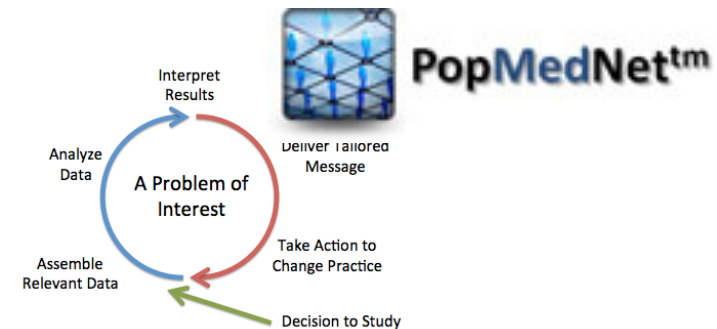 PopMedNet™
Interpret
Results
Deliver Tailored
Message
Analyze
Data
A Problem of
Interest
Take Action to
Change Practice
Assemble
Relevant Data
Decision to Study